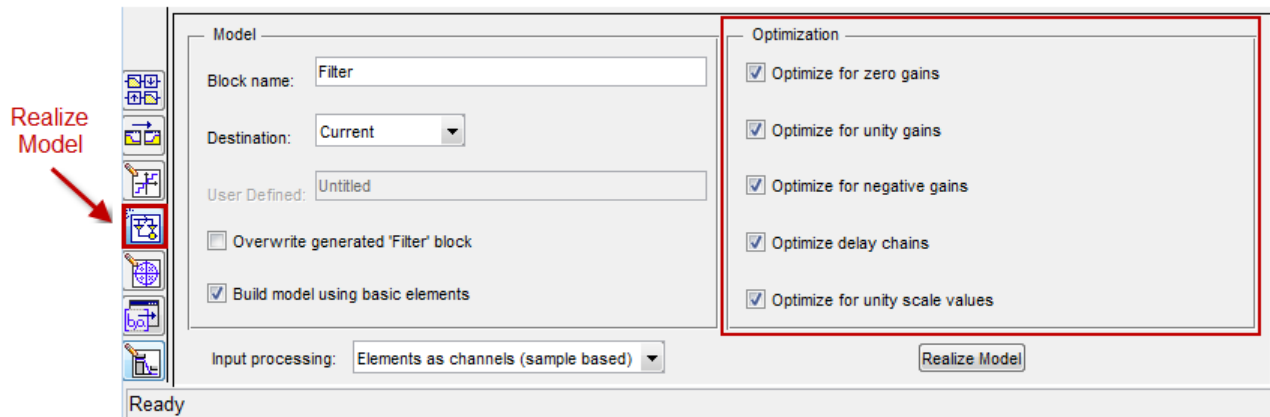 Realize
Model
Model
Block name:
Filter
Destination:
Current
User Defined:
Untitled
Overwrite generated 'Filter' block
Build model using basic elements
Optimization
Optimize for zero gains
Optimize for unity gains
Optimize for negative gains
Optimize delay chains
Optimize for unity scale values
Input processing:
Elements as channels (sample based)
Realize Model
Ready